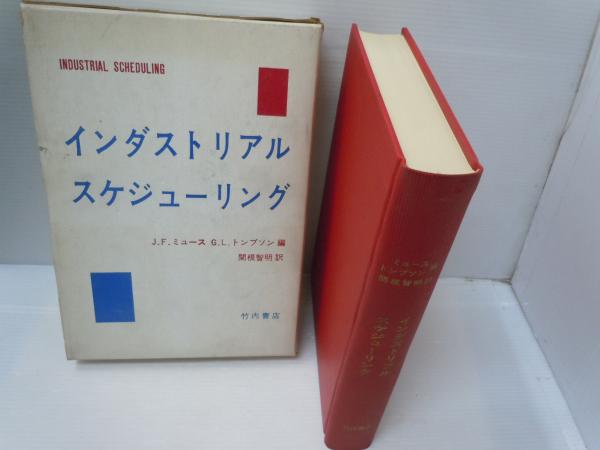 INDUSTRIAL SCHEDULING
インダストリアル
スケジューリング
J.F.ミュース G.L.トンプソン編
関根智明訳
竹内書店
ミュース
トンプソン編
関根智明訳
インダストリアル
スケジューリング